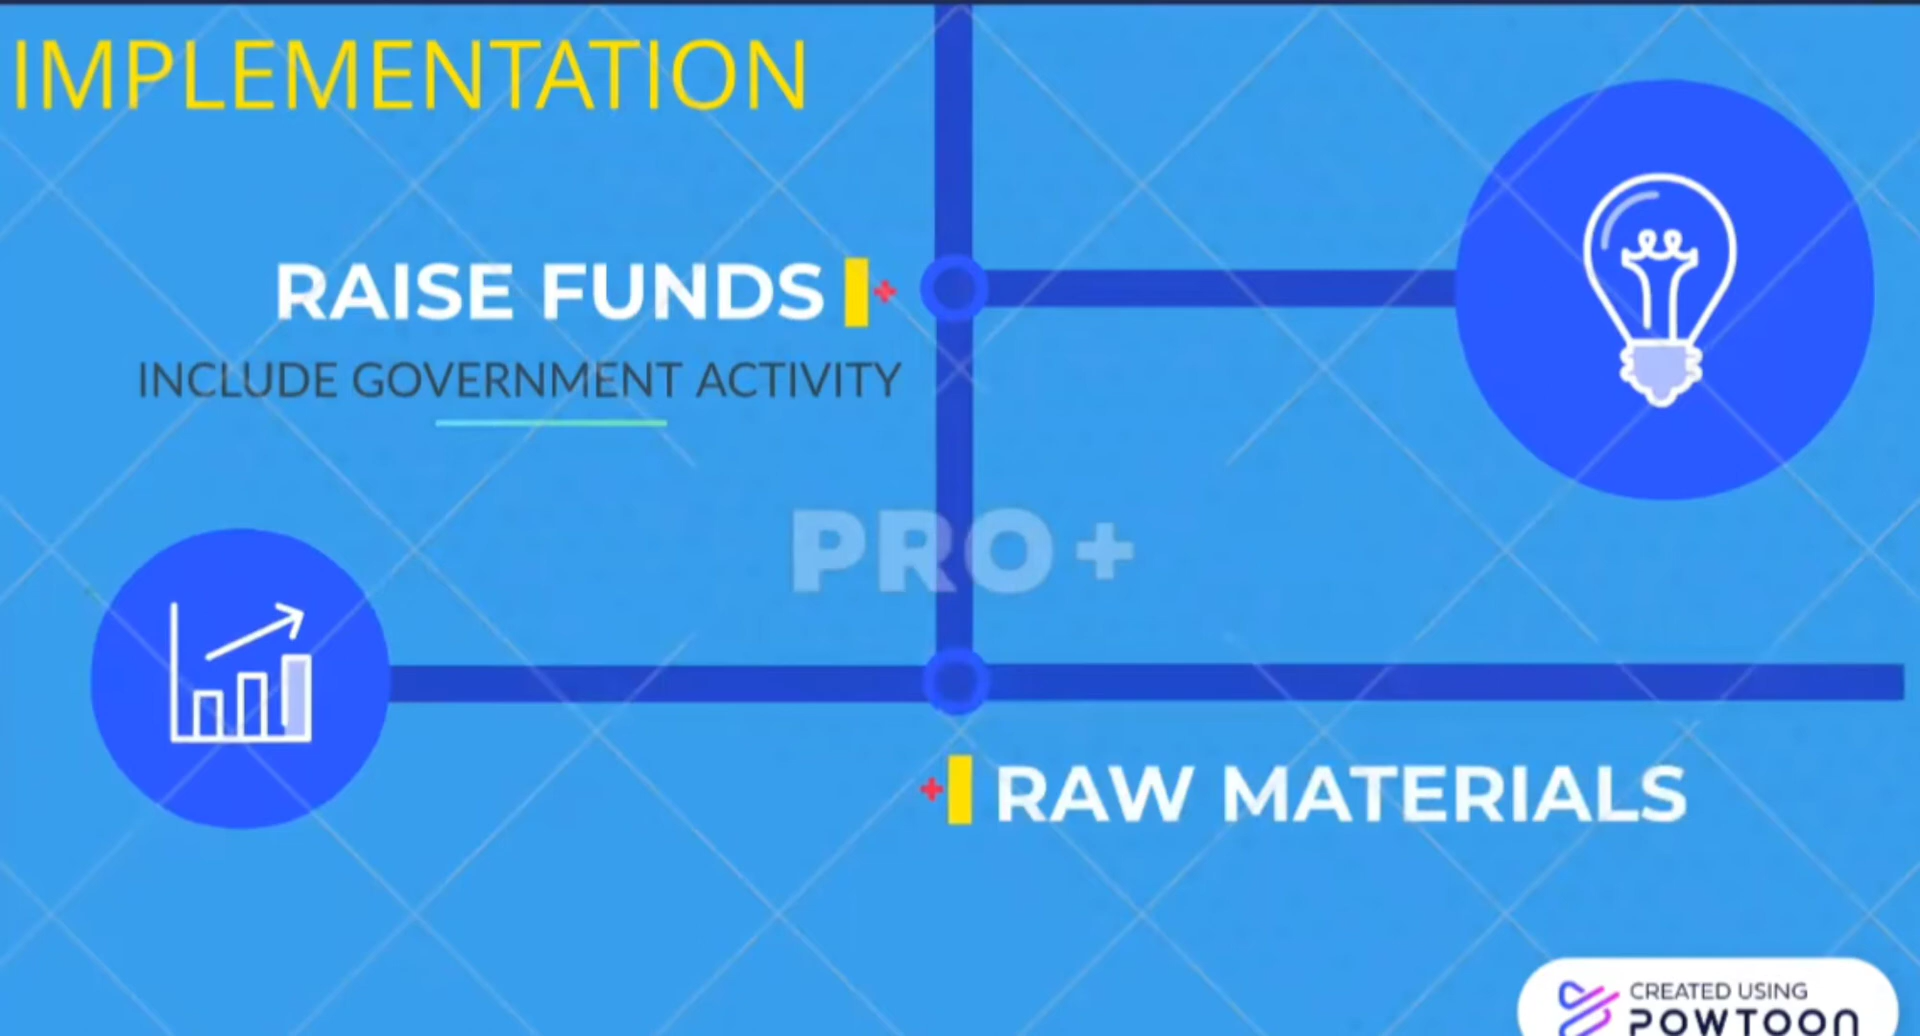 IMPLEMENTATION
RAISE FUNDS
INCLUDE GOVERNMENT ACTIVITY
PRO+
RAW MATERIALS
CREATED USING
POWTOON